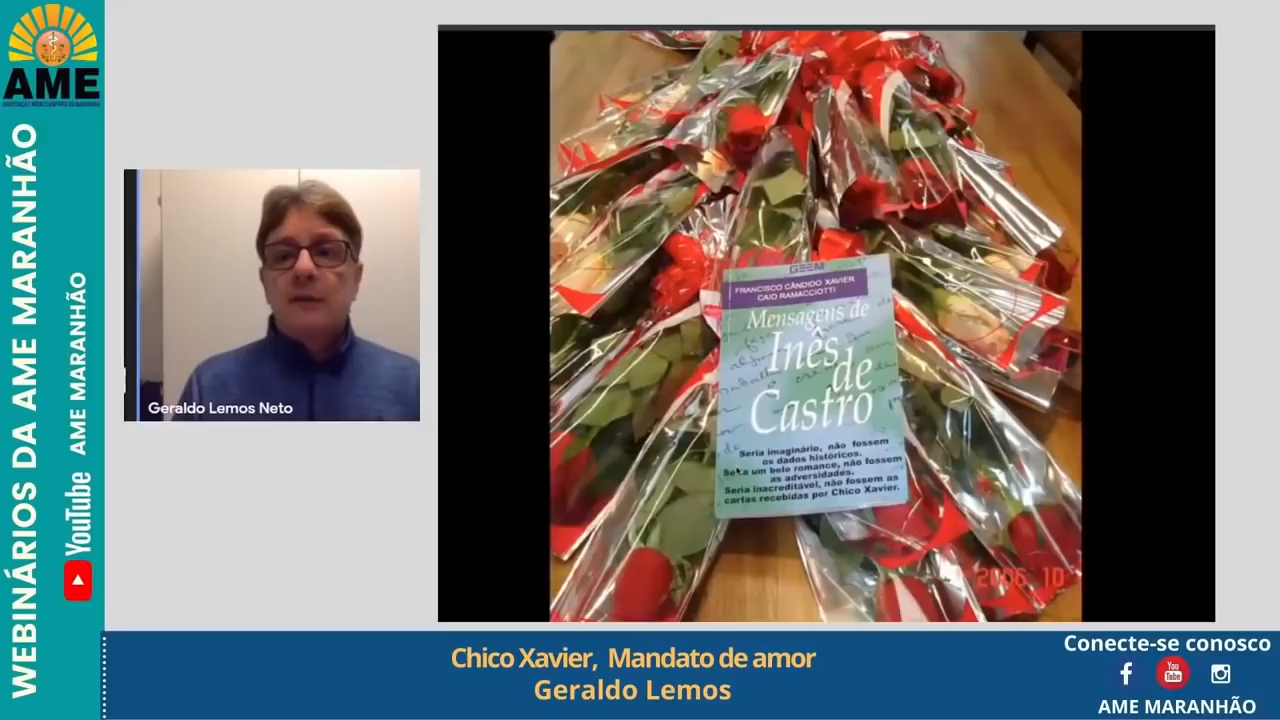 AME
WEBINÁRIOS DA AME MARANHÃO
YouTube AME MARANHÃO
Geraldo Lemos Neto
GEEM
FRANCISCO CÂNDIDO XAVIER
CAIO RAMACCIOTTI
Mensagens de
Inês
de
Castro
Seria imaginário, não fossem
os dados históricos.
Seria um belo romance, não fossem
as adversidades.
Seria inacreditável, não fossem as
cartas recebidas por Chico Xavier.
2006 10
Chico Xavier, Mandato de amor
Geraldo Lemos
Conecte-se conosco
You
Tube
AME MARANHÃO